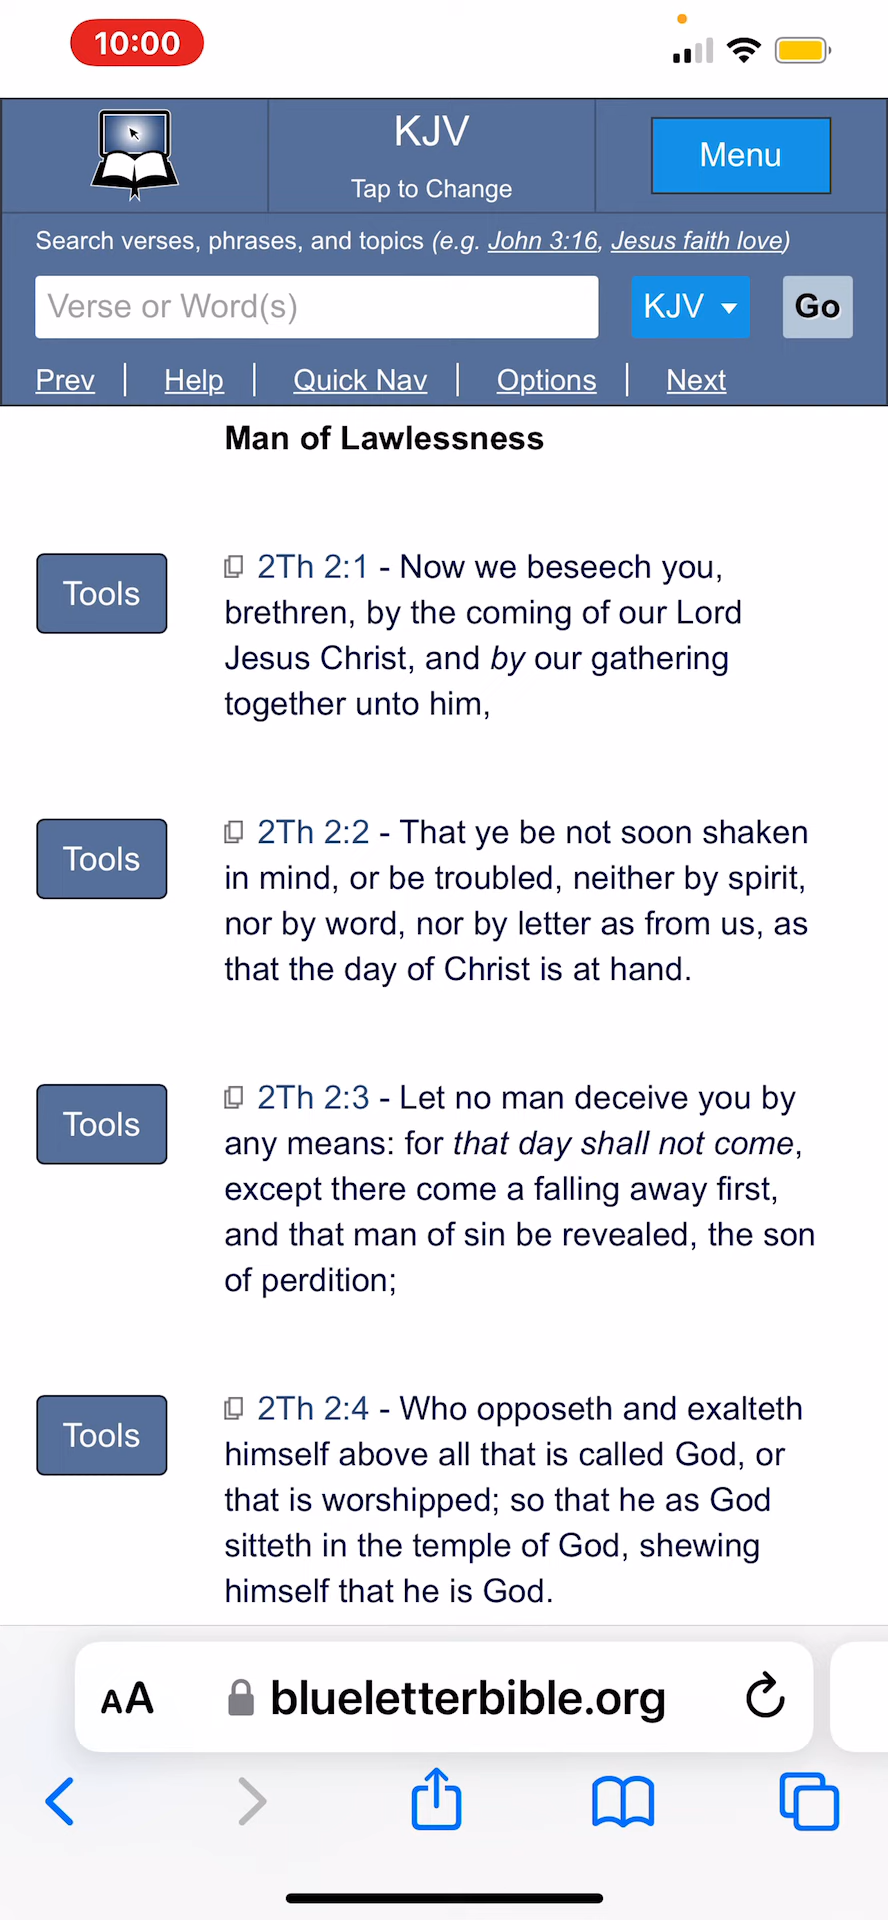 10:00
KJV
Tap to Change
Menu
Search verses, phrases, and topics (e.g. John 3:16, Jesus faith love)
Verse or Word(s)
KJV
Go
Prev | Help | Quick Nav | Options | Next
Man of Lawlessness
Tools
2Th 2:1 - Now we beseech you,
brethren, by the coming of our Lord
Jesus Christ, and by our gathering
together unto him,
Tools
2Th 2:2 - That ye be not soon shaken
in mind, or be troubled, neither by spirit,
nor by word, nor by letter as from us, as
that the day of Christ is at hand.
Tools
2Th 2:3 - Let no man deceive you by
any means: for that day shall not come,
except there come a falling away first,
and that man of sin be revealed, the son
of perdition;
Tools
2Th 2:4 - Who opposeth and exalteth
himself above all that is called God, or
that is worshipped; so that he as God
sitteth in the temple of God, shewing
himself that he is God.
AA
blueletterbible.org